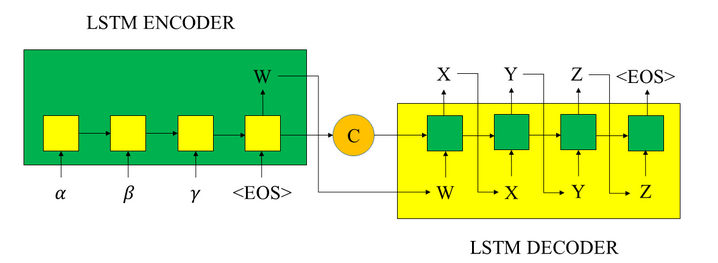 LSTM ENCODER
W
X Y Z <EOS>
C
α β γ <EOS>
W X Y Z
LSTM DECODER